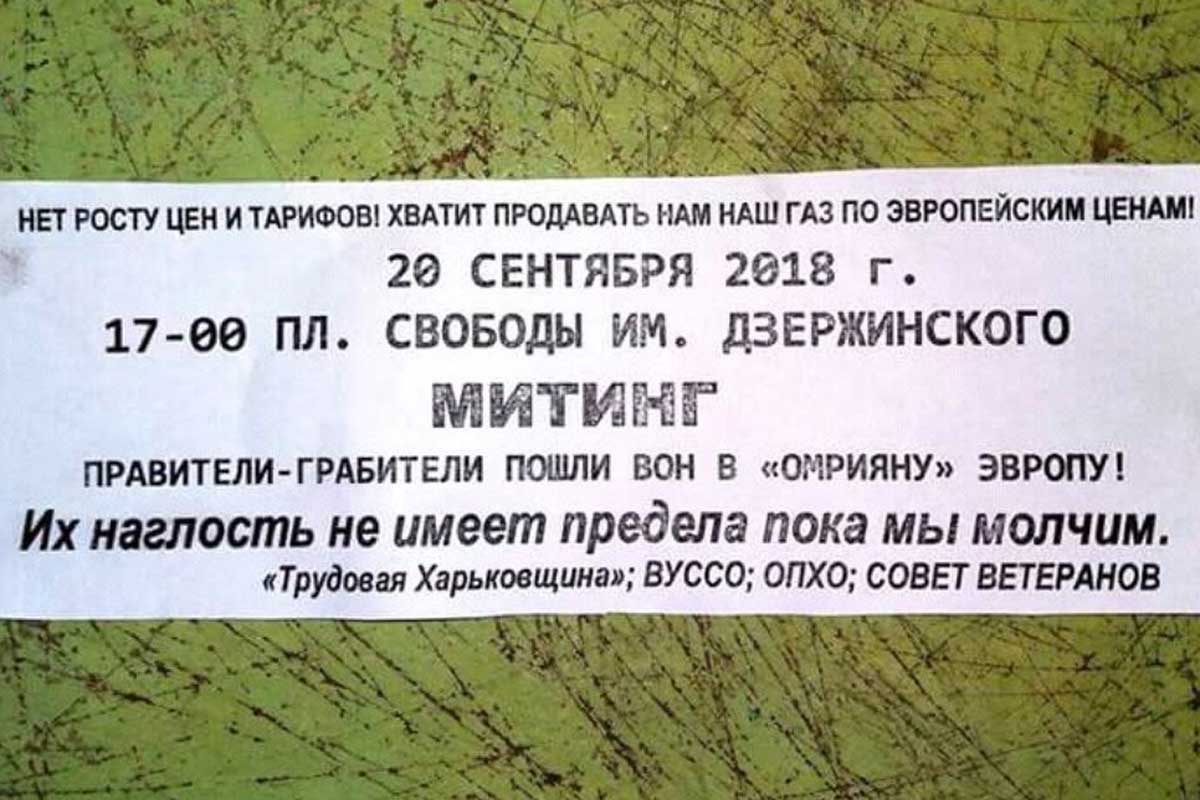 НЕТ РОСТУ ЦЕН И ТАРИФОВ! ХВАТИТ ПРОДАВАТЬ НАМ НАШ ГАЗ ПО ЭВРОПЕЙСКИМ ЦЕНАМ!
20 СЕНТЯБРЯ 2018 г.
17-00 ПЛ. СВОБОДЫ ИМ. ДЗЕРЖИНСКОГО
МИТИНГ
ПРАВИТЕЛИ-ГРАБИТЕЛИ ПОШЛИ ВОН В «ОМРИЯНУ» ЭВРОПУ!
Их наглость не имеет предела пока мы молчим.
«Трудовая Харьковщина»; ВУССО; ОПХО; СОВЕТ ВЕТЕРАНОВ